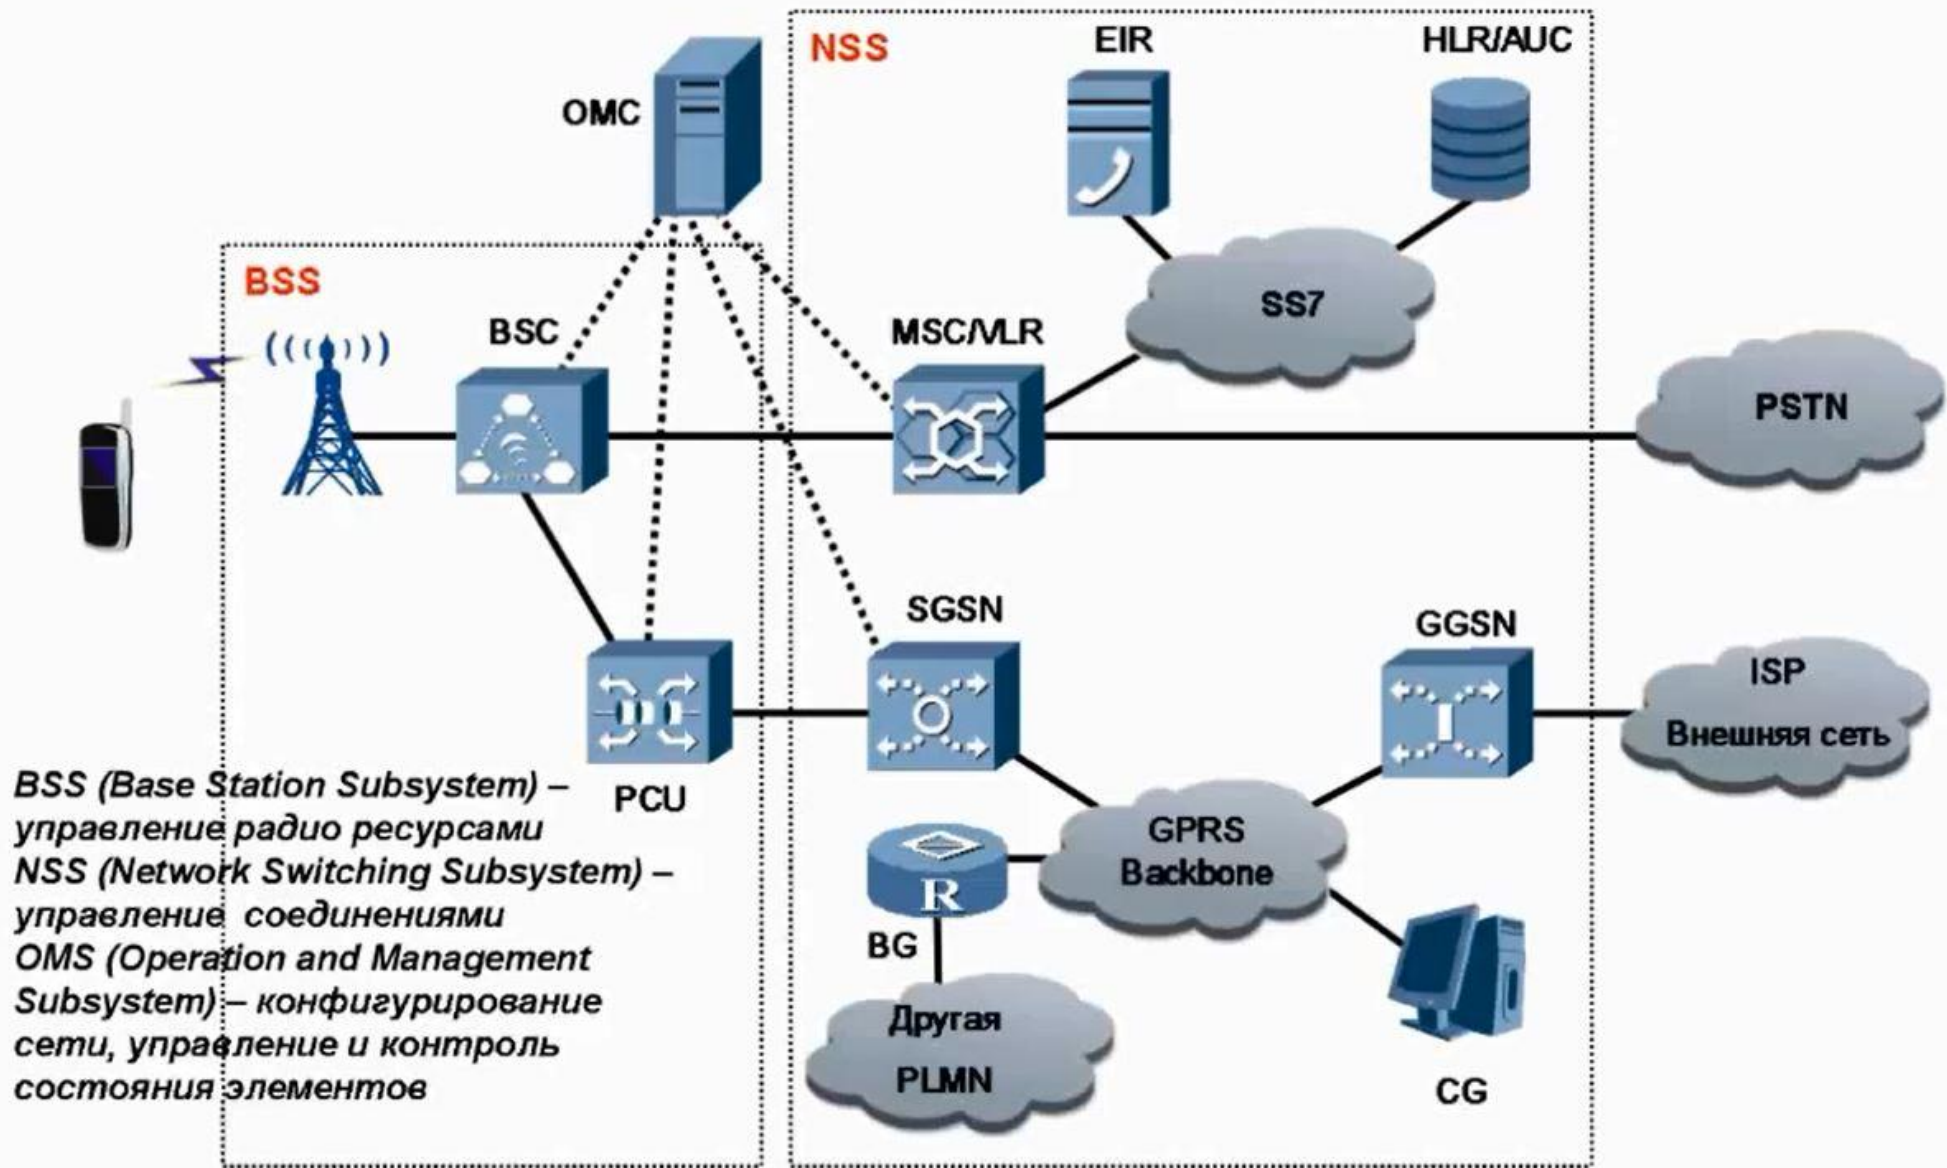 NSS
EIR
HLR/AUC
OMC
SS7
BSS
BSC
MSC/VLR
PSTN
SGSN
GGSN
ISP
Внешняя сеть
PCU
BSS (Base Station Subsystem) –
управление радио ресурсами
NSS (Network Switching Subsystem) –
управление соединениями
OMS (Operation and Management
Subsystem) – конфигурирование
сети, управление и контроль
состояния элементов
GPRS
Backbone
R
BG
Другая
PLMN
CG